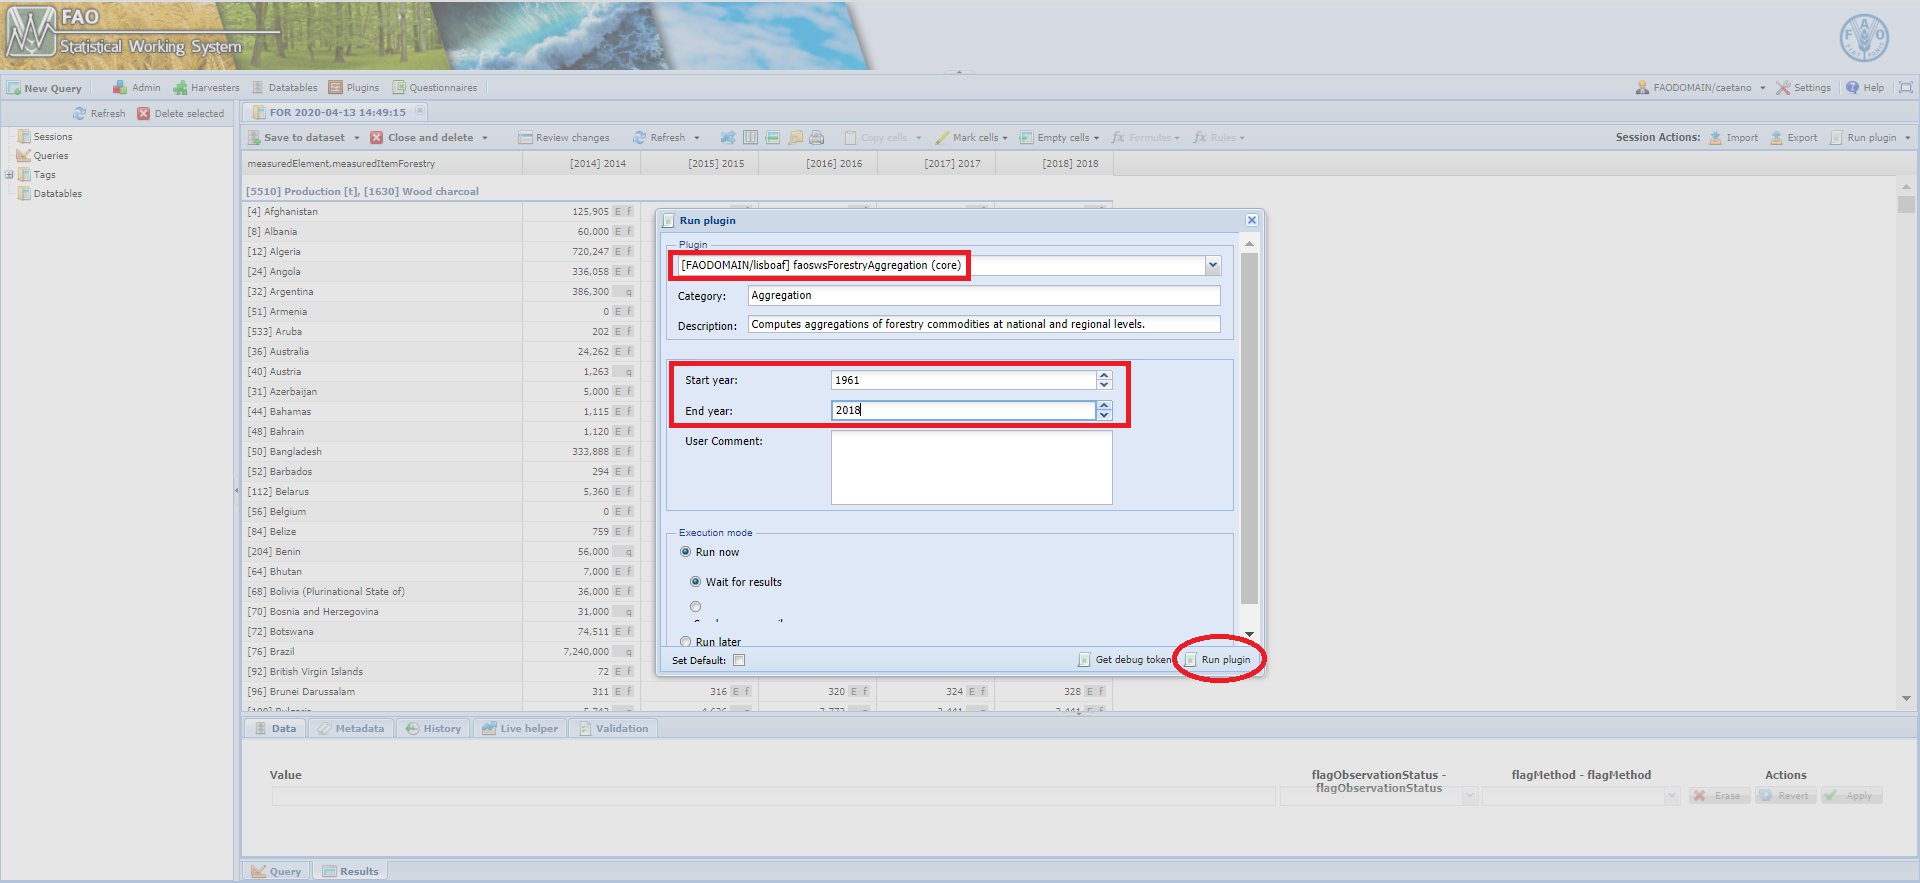 FAO
Statistical Working System
New Query Admin Harvesters Datatables Plugins Questionnaires FAODOMAIN/caetano Settings Help
Refresh Delete selected
FOR 2020-04-13 14:49:15
Sessions
Queries
Tags
Datatables
Save to dataset Close and delete Review changes Refresh Copy cells Mark cells Empty cells Formulas Rules Session Actions: Import Export Run plugin
measuredElement,measuredItemForestry [2014] 2014 [2015] 2015 [2016] 2016 [2017] 2017 [2018] 2018
[5510] Production [t], [1630] Wood charcoal
[4] Afghanistan 125,905 E f
[8] Albania 60,000 E f
[12] Algeria 720,247 E f
[24] Angola 336,058 E f
[32] Argentina 386,300 q
[51] Armenia 0 E f
[533] Aruba 202 E f
[36] Australia 24,262 E f
[40] Austria 1,263 q
[31] Azerbaijan 5,000 E f
[44] Bahamas 1,115 E f
[48] Bahrain 1,120 E f
[50] Bangladesh 333,888 E f
[52] Barbados 294 E f
[112] Belarus 5,360 E f
[56] Belgium 0 E f
[84] Belize 759 E f
[204] Benin 56,000 q
[64] Bhutan 7,000 E f
[68] Bolivia (Plurinational State of) 36,000 E f
[70] Bosnia and Herzegovina 31,000 q
[72] Botswana 74,511 E f
[76] Brazil 7,240,000 q
[92] British Virgin Islands 72 E f
[96] Brunei Darussalam 311 E f 316 E f 320 E f 324 E f 328 E f
Run plugin
Plugin
[FAODOMAIN/lisboaf] faoswsForestryAggregation (core)
Category: Aggregation
Description: Computes aggregations of forestry commodities at national and regional levels.
Start year: 1961
End year: 2018
User Comment:
Execution mode
Run now
Wait for results
Run later
Set Default: Get debug token Run plugin
Data Metadata History Live helper Validation
Value flagObservationStatus - flagMethod - flagMethod Actions
flagObservationStatus
Erase Revert Apply
Query Results